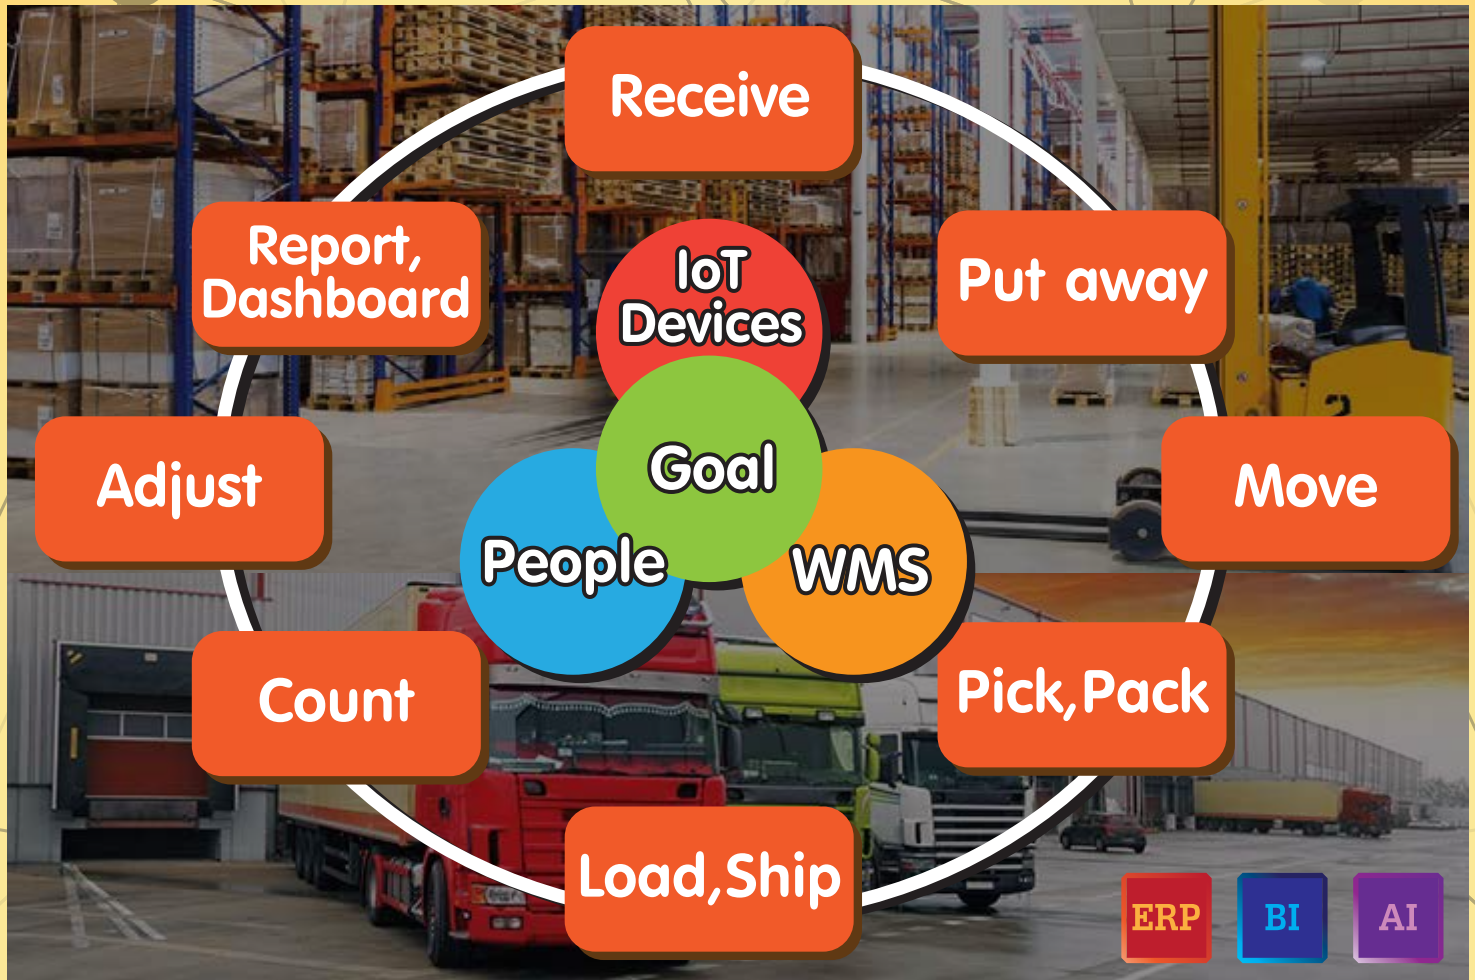 Receive
Report,
Dashboard
IoT
Devices
Put away
Goal
Adjust
Move
People
WMS
Count
Pick,Pack
Load,Ship
ERP
BI
AI
2